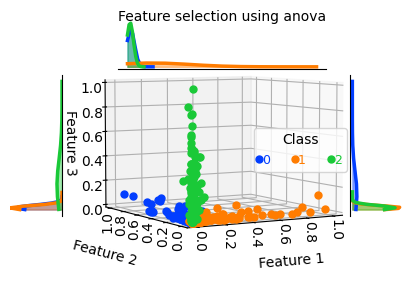 Feature selection using anova
1.0
0.8
0.6
0.4
0.2
0.0
Feature 3
Class
0 1 2
1.0 0.8 0.6 0.4 0.2 0.0
Feature 2
0.0 0.2 0.4 0.6 0.8 1.0
Feature 1